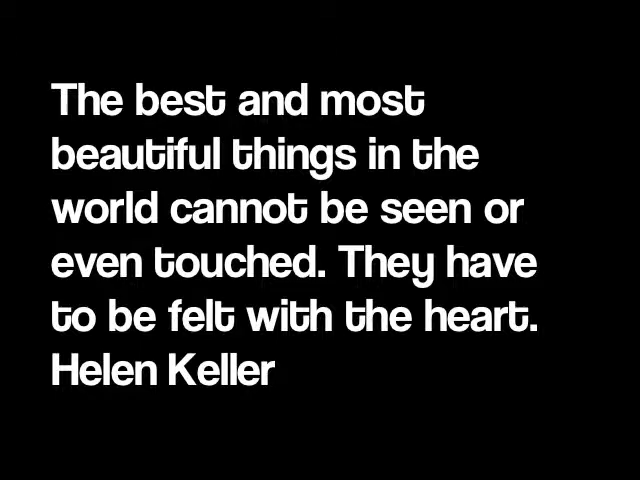 The best and most
beautiful things in the
world cannot be seen or
even touched. They have
to be felt with the heart.
Helen Keller